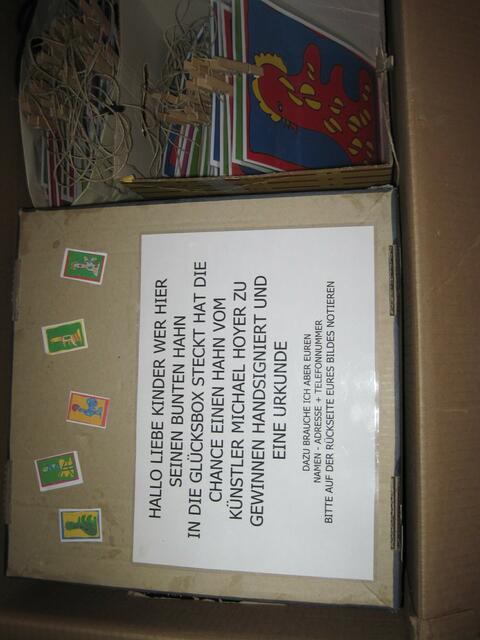 HALLO LIEBE KINDER WER HIER
SEINEN BUNTEN HAHN
IN DIE GLÜCKSBOX STECKT HAT DIE
CHANCE EINEN HAHN VOM
KÜNSTLER MICHAEL HOYER ZU
GEWINNEN HANDSIGNIERT UND
EINE URKUNDE
DAZU BRAUCHE ICH ABER EUREN
NAMEN - ADRESSE + TELEFONNUMMER
BITTE AUF DER RÜCKSEITE EURES BILDES NOTIEREN